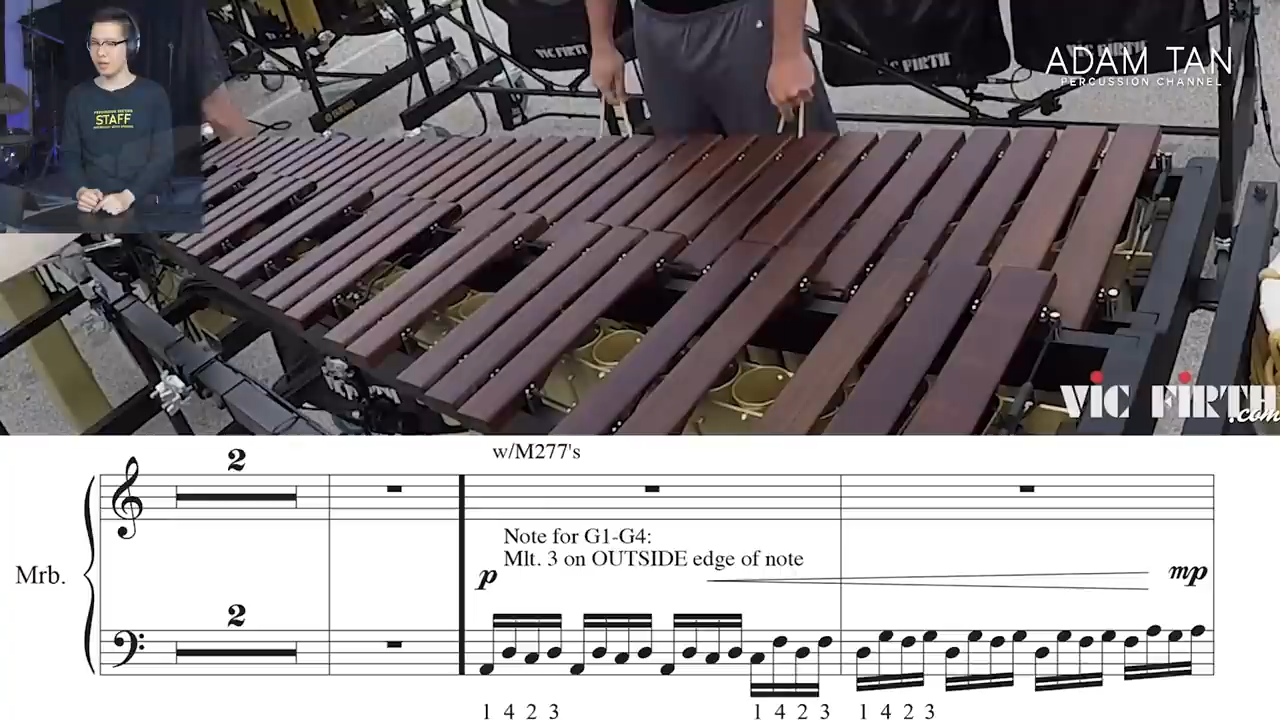 PERCUSSION EDITION
STAFF
ADAM TAN
PERCUSSION CHANNEL
VIC FIRTH
VIC FIRTH
VIC FIRTH
.com
2
w/M277's
Note for G1-G4:
Mlt. 3 on OUTSIDE edge of note
Mrb.
p
mp
2
1 4 2 3 1 4 2 3 1 4 2 3